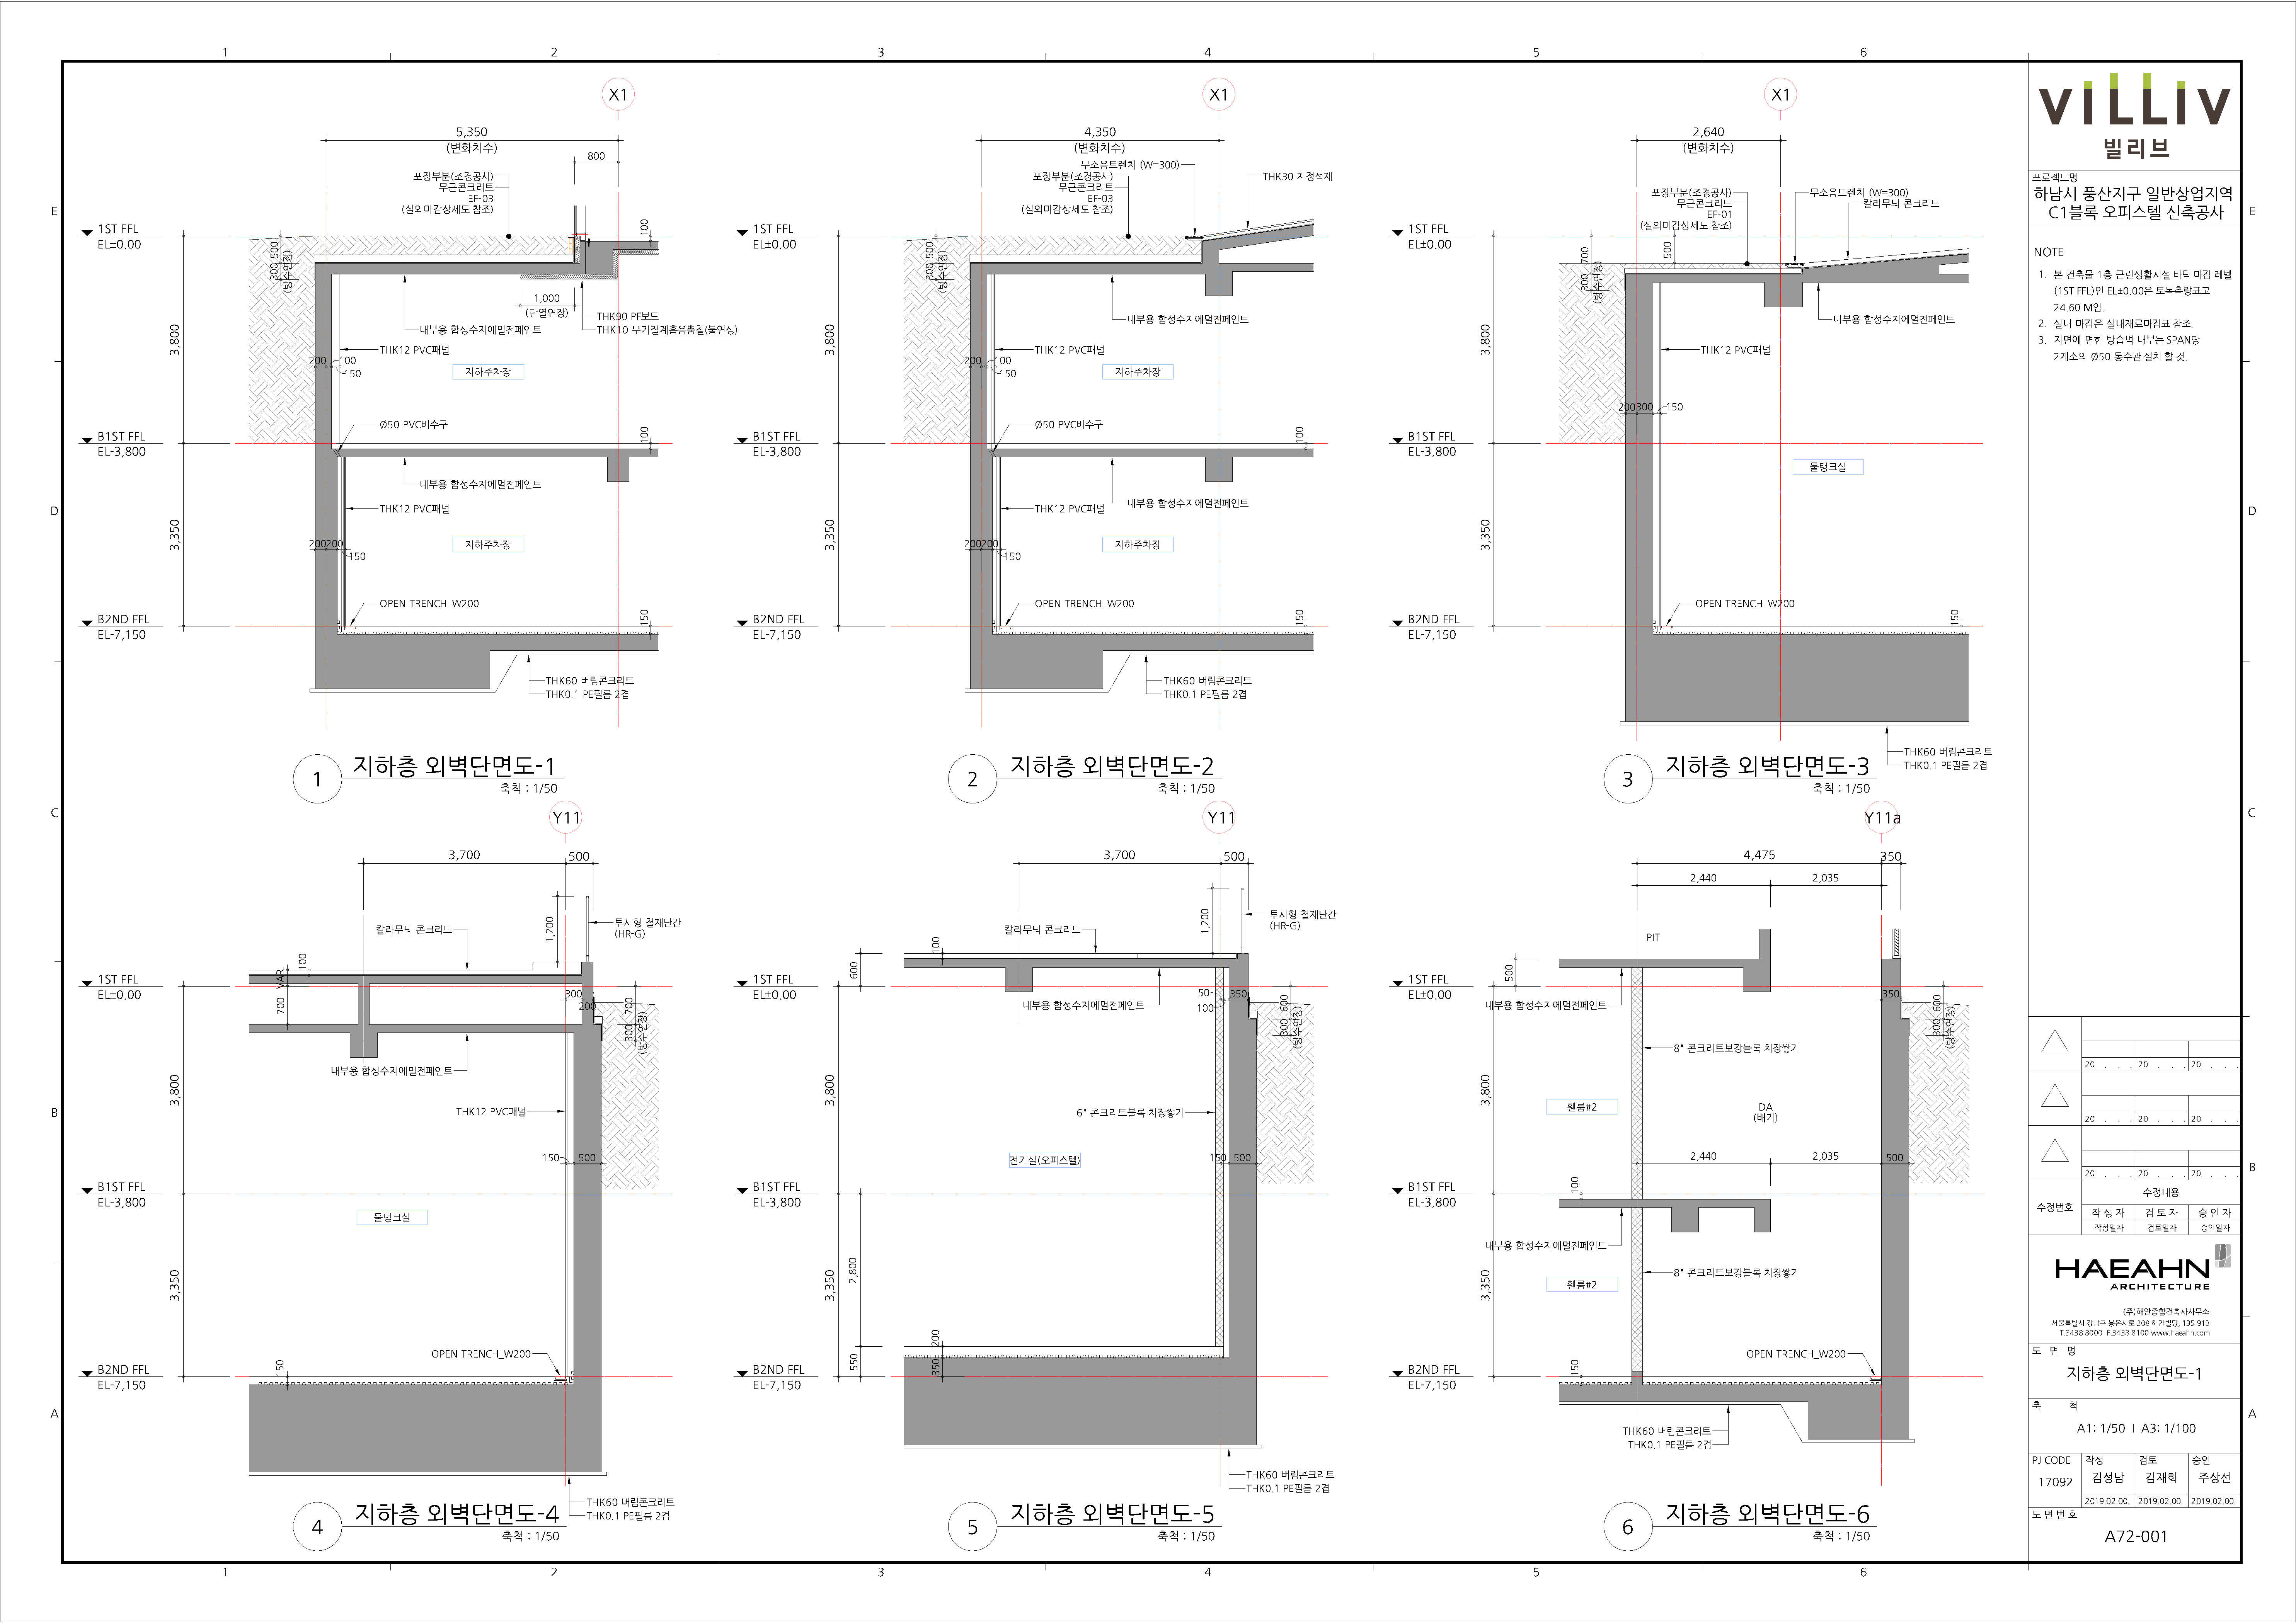 1
2
3
4
5
6
E
D
C
B
A
X1
5,350
(변화치수)
800
포장부분(조경공사)
무근콘크리트
EF-03
(실외마감상세도 참조)
1ST FFL
EL±0.00
300 500
(방수연장)
100
1,000
(단열연장)
THK90 PF보드
THK10 무기질계흡음뿜칠(불연성)
내부용 합성수지에멀전페인트
THK12 PVC패널
3,800
200
100
150
지하주차장
Ø50 PVC배수구
B1ST FFL
EL-3,800
100
내부용 합성수지에멀전페인트
THK12 PVC패널
3,350
200200
150
지하주차장
OPEN TRENCH_W200
B2ND FFL
EL-7,150
150
THK60 버림콘크리트
THK0.1 PE필름 2겹
1
지하층 외벽단면도-1
축척 : 1/50
X1
4,350
(변화치수)
무소음트렌치 (W=300)
포장부분(조경공사)
무근콘크리트
EF-03
(실외마감상세도 참조)
THK30 지정석재
1ST FFL
EL±0.00
300 500
(방수연장)
내부용 합성수지에멀전페인트
THK12 PVC패널
3,800
200
100
150
지하주차장
Ø50 PVC배수구
B1ST FFL
EL-3,800
100
내부용 합성수지에멀전페인트
THK12 PVC패널
3,350
200200
150
지하주차장
OPEN TRENCH_W200
B2ND FFL
EL-7,150
150
THK60 버림콘크리트
THK0.1 PE필름 2겹
2
지하층 외벽단면도-2
축척 : 1/50
X1
2,640
(변화치수)
포장부분(조경공사)
무근콘크리트
EF-01
(실외마감상세도 참조)
무소음트렌치 (W=300)
칼라무늬 콘크리트
1ST FFL
EL±0.00
300 700
(방수연장)
500
내부용 합성수지에멀전페인트
THK12 PVC패널
3,800
200300
150
B1ST FFL
EL-3,800
물탱크실
3,350
OPEN TRENCH_W200
B2ND FFL
EL-7,150
150
THK60 버림콘크리트
THK0.1 PE필름 2겹
3
지하층 외벽단면도-3
축척 : 1/50
Y11
3,700
500
칼라무늬 콘크리트
1,200
투시형 철재난간
(HR-G)
1ST FFL
EL±0.00
VAR
100
700
300
200
300 700
(방수연장)
내부용 합성수지에멀전페인트
3,800
THK12 PVC패널
150
500
B1ST FFL
EL-3,800
물탱크실
3,350
OPEN TRENCH_W200
B2ND FFL
EL-7,150
150
THK60 버림콘크리트
THK0.1 PE필름 2겹
4
지하층 외벽단면도-4
축척 : 1/50
Y11
3,700
500
칼라무늬 콘크리트
1,200
투시형 철재난간
(HR-G)
1ST FFL
EL±0.00
600
100
50
350
100
300 600
(방수연장)
내부용 합성수지에멀전페인트
3,800
6" 콘크리트블록 치장쌓기
전기실(오피스텔)
150
500
B1ST FFL
EL-3,800
3,350
2,800
550
200
350
B2ND FFL
EL-7,150
THK60 버림콘크리트
THK0.1 PE필름 2겹
5
지하층 외벽단면도-5
축척 : 1/50
Y11a
4,475
350
2,440
2,035
PIT
1ST FFL
EL±0.00
500
350
300 600
(방수연장)
내부용 합성수지에멀전페인트
8" 콘크리트보강블록 치장쌓기
3,800
휀룸#2
DA
(배기)
2,440
2,035
500
B1ST FFL
EL-3,800
100
내부용 합성수지에멀전페인트
8" 콘크리트보강블록 치장쌓기
3,350
휀룸#2
OPEN TRENCH_W200
B2ND FFL
EL-7,150
150
THK60 버림콘크리트
THK0.1 PE필름 2겹
6
지하층 외벽단면도-6
축척 : 1/50
VILLIV
빌리브
프로젝트명
하남시 풍산지구 일반상업지역
C1블록 오피스텔 신축공사
NOTE
1. 본 건축물 1층 근린생활시설 바닥 마감 레벨
(1ST FFL)인 EL±0.00은 토목측량표고
24.60 M임.
2. 실내 마감은 실내재료마감표 참조.
3. 지면에 면한 방습벽 내부는 SPAN당
2개소의 Ø50 통수관 설치 할 것.
20 . . . 20 . . . 20 . . .
20 . . . 20 . . . 20 . . .
20 . . . 20 . . . 20 . . .
수정번호
수정내용
작 성 자 검 토 자 승 인 자
작성일자 검토일자 승인일자
HAEAHN
ARCHITECTURE
(주)해안종합건축사사무소
서울특별시 강남구 봉은사로 208 해안빌딩, 135-913
T.3438 8000 F.3438 8100 www.haeahn.com
도 면 명
지하층 외벽단면도-1
축 척
A1: 1/50 I A3: 1/100
PJ CODE 작성 검토 승인
17092 김성남 김재회 주상선
2019.02.00. 2019.02.00. 2019.02.00.
도 면 번 호
A72-001
E
D
C
B
A
1
2
3
4
5
6